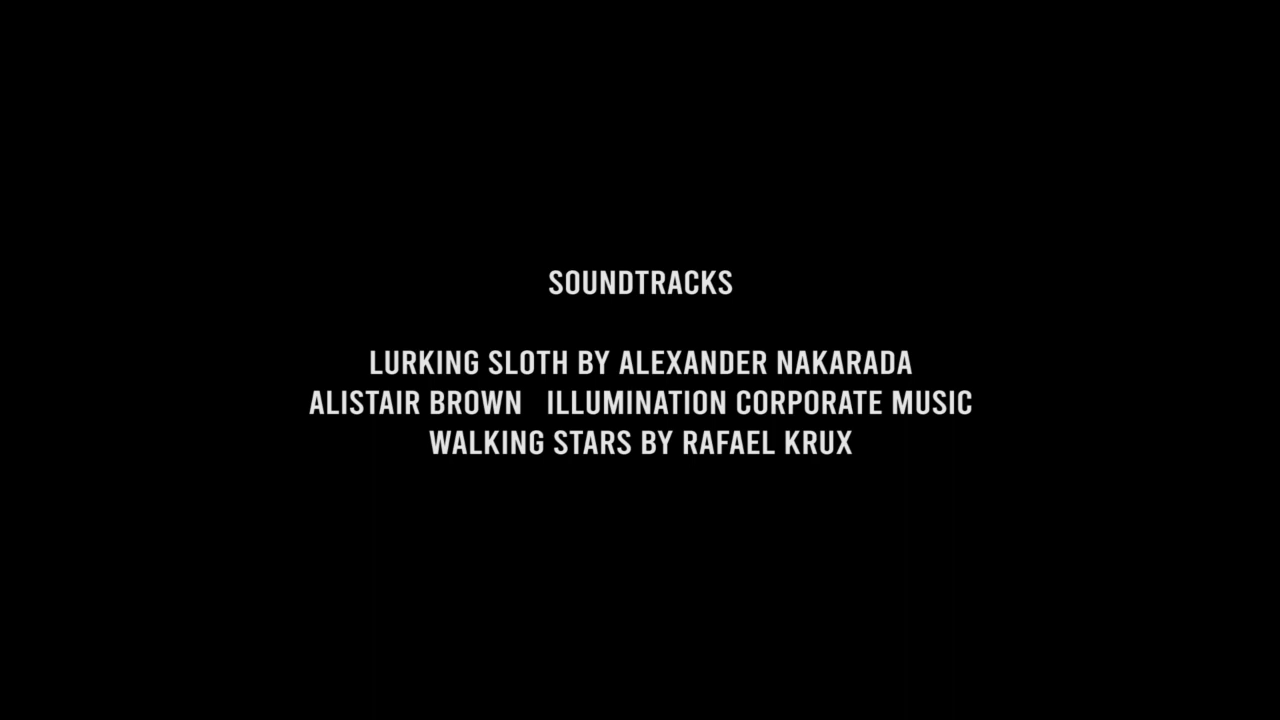 SOUNDTRACKS
LURKING SLOTH BY ALEXANDER NAKARADA
ALISTAIR BROWN   ILLUMINATION CORPORATE MUSIC
WALKING STARS BY RAFAEL KRUX